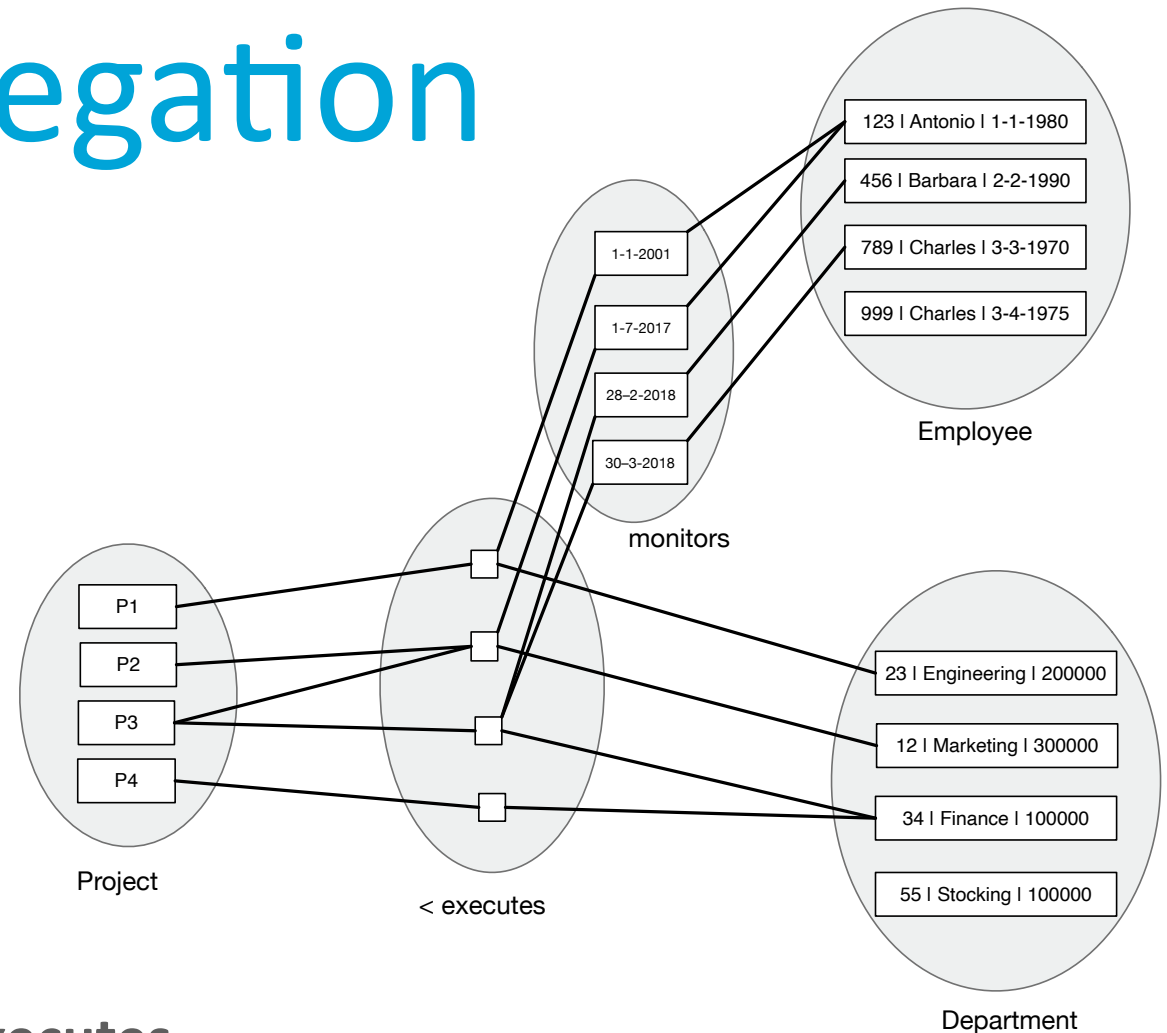 egation
123 | Antonio | 1-1-1980
456 | Barbara | 2-2-1990
789 | Charles | 3-3-1970
999 | Charles | 3-4-1975
Employee
1-1-2001
1-7-2017
28–2-2018
30–3-2018
monitors
P1
P2
P3
P4
Project
< executes
23 | Engineering | 200000
12 | Marketing | 300000
34 | Finance | 100000
55 | Stocking | 100000
Department